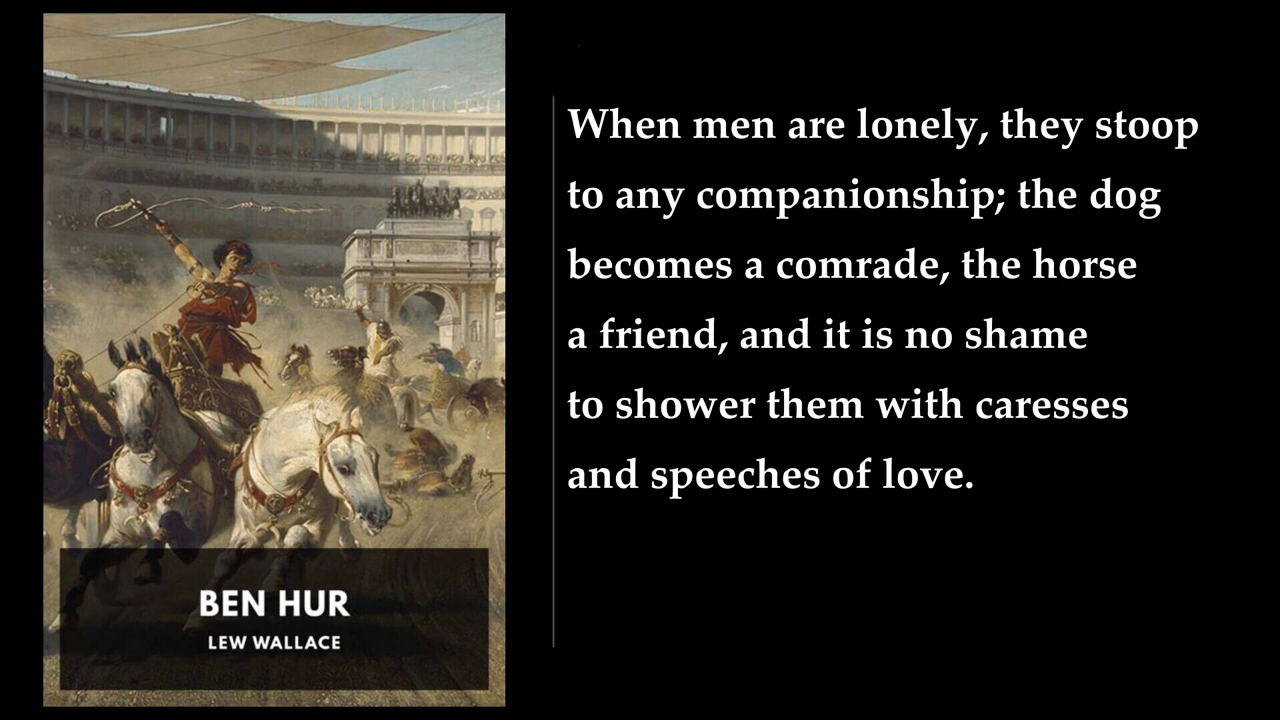 BEN HUR
LEW WALLACE
When men are lonely, they stoop
to any companionship; the dog
becomes a comrade, the horse
a friend, and it is no shame
to shower them with caresses
and speeches of love.